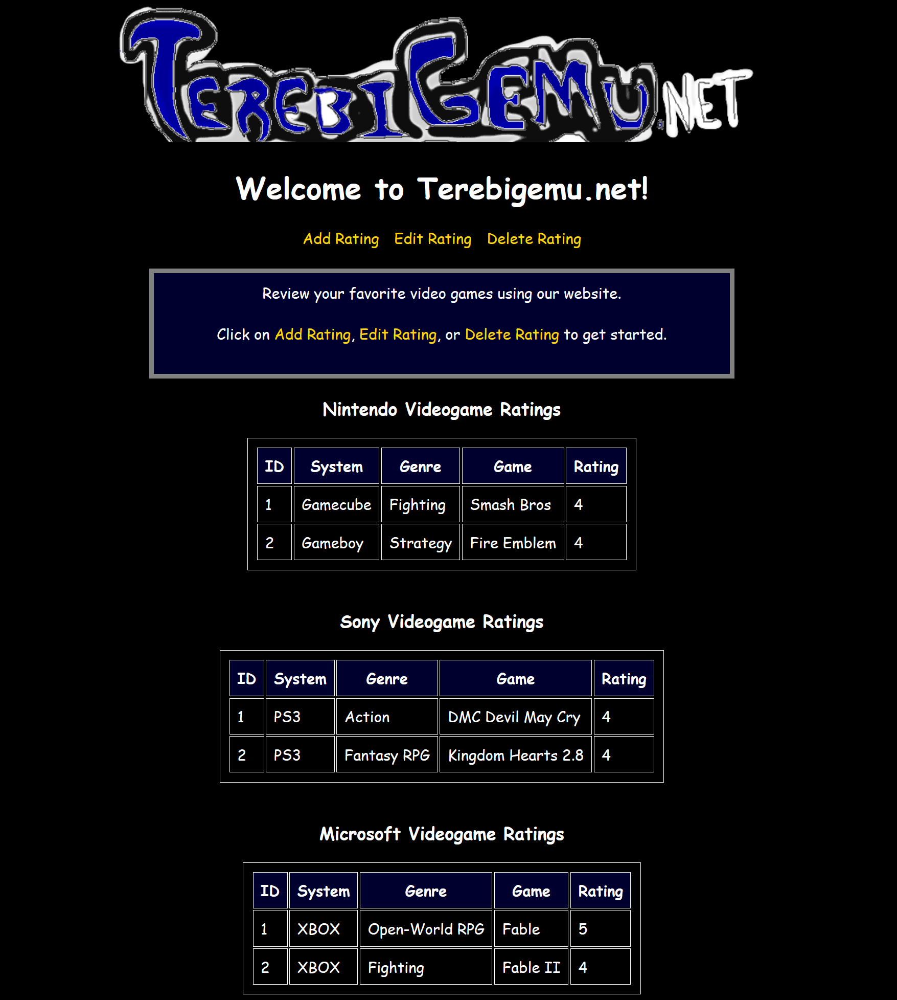 TEREBIGEMU.NET
Welcome to Terebigemu.net!
Add Rating Edit Rating Delete Rating
Review your favorite video games using our website.
Click on Add Rating, Edit Rating, or Delete Rating to get started.
Nintendo Videogame Ratings
ID System Genre Game Rating
1 Gamecube Fighting Smash Bros 4
2 Gameboy Strategy Fire Emblem 4
Sony Videogame Ratings
ID System Genre Game Rating
1 PS3 Action DMC Devil May Cry 4
2 PS3 Fantasy RPG Kingdom Hearts 2.8 4
Microsoft Videogame Ratings
ID System Genre Game Rating
1 XBOX Open-World RPG Fable 5
2 XBOX Fighting Fable II 4